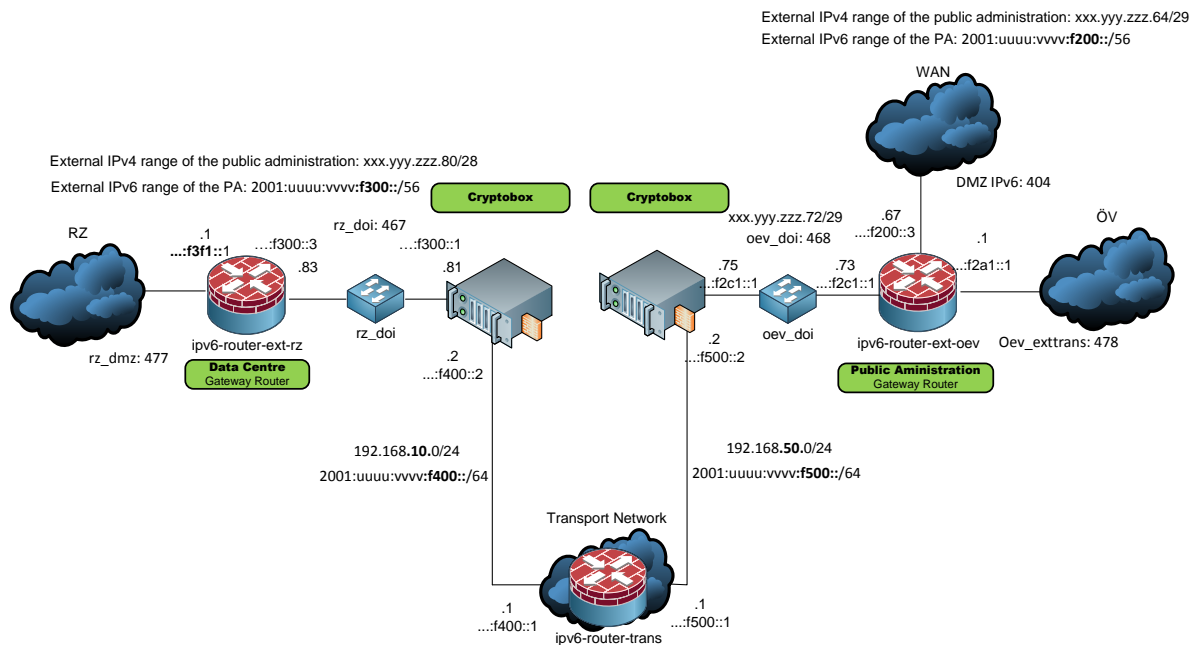 External IPv4 range of the public administration: xxx.yyy.zzz.64/29
External IPv6 range of the PA: 2001:uuuu:vvvv:f200::/56
WAN
External IPv4 range of the public administration: xxx.yyy.zzz.80/28
External IPv6 range of the PA: 2001:uuuu:vvvv:f300::/56
Cryptobox
Cryptobox
DMZ IPv6: 404
RZ
.1
...:f3f1::1
…:f300::3
.83
rz_doi: 467
...:f300::1
.81
xxx.yyy.zzz.72/29
oev_doi: 468
.75
...:f2c1::1
.73
...:f2c1::1
.67
...:f200::3
.1
...f2a1::1
ÖV
rz_dmz: 477
ipv6-router-ext-rz
Data Centre
Gateway Router
rz_doi
.2
...:f400::2
.2
...:f500::2
oev_doi
ipv6-router-ext-oev
Public Aministration
Gateway Router
Oev_exttrans: 478
192.168.10.0/24
2001:uuuu:vvvv:f400::/64
192.168.50.0/24
2001:uuuu:vvvv:f500::/64
Transport Network
.1
...:f400::1
.1
...:f500::1
ipv6-router-trans